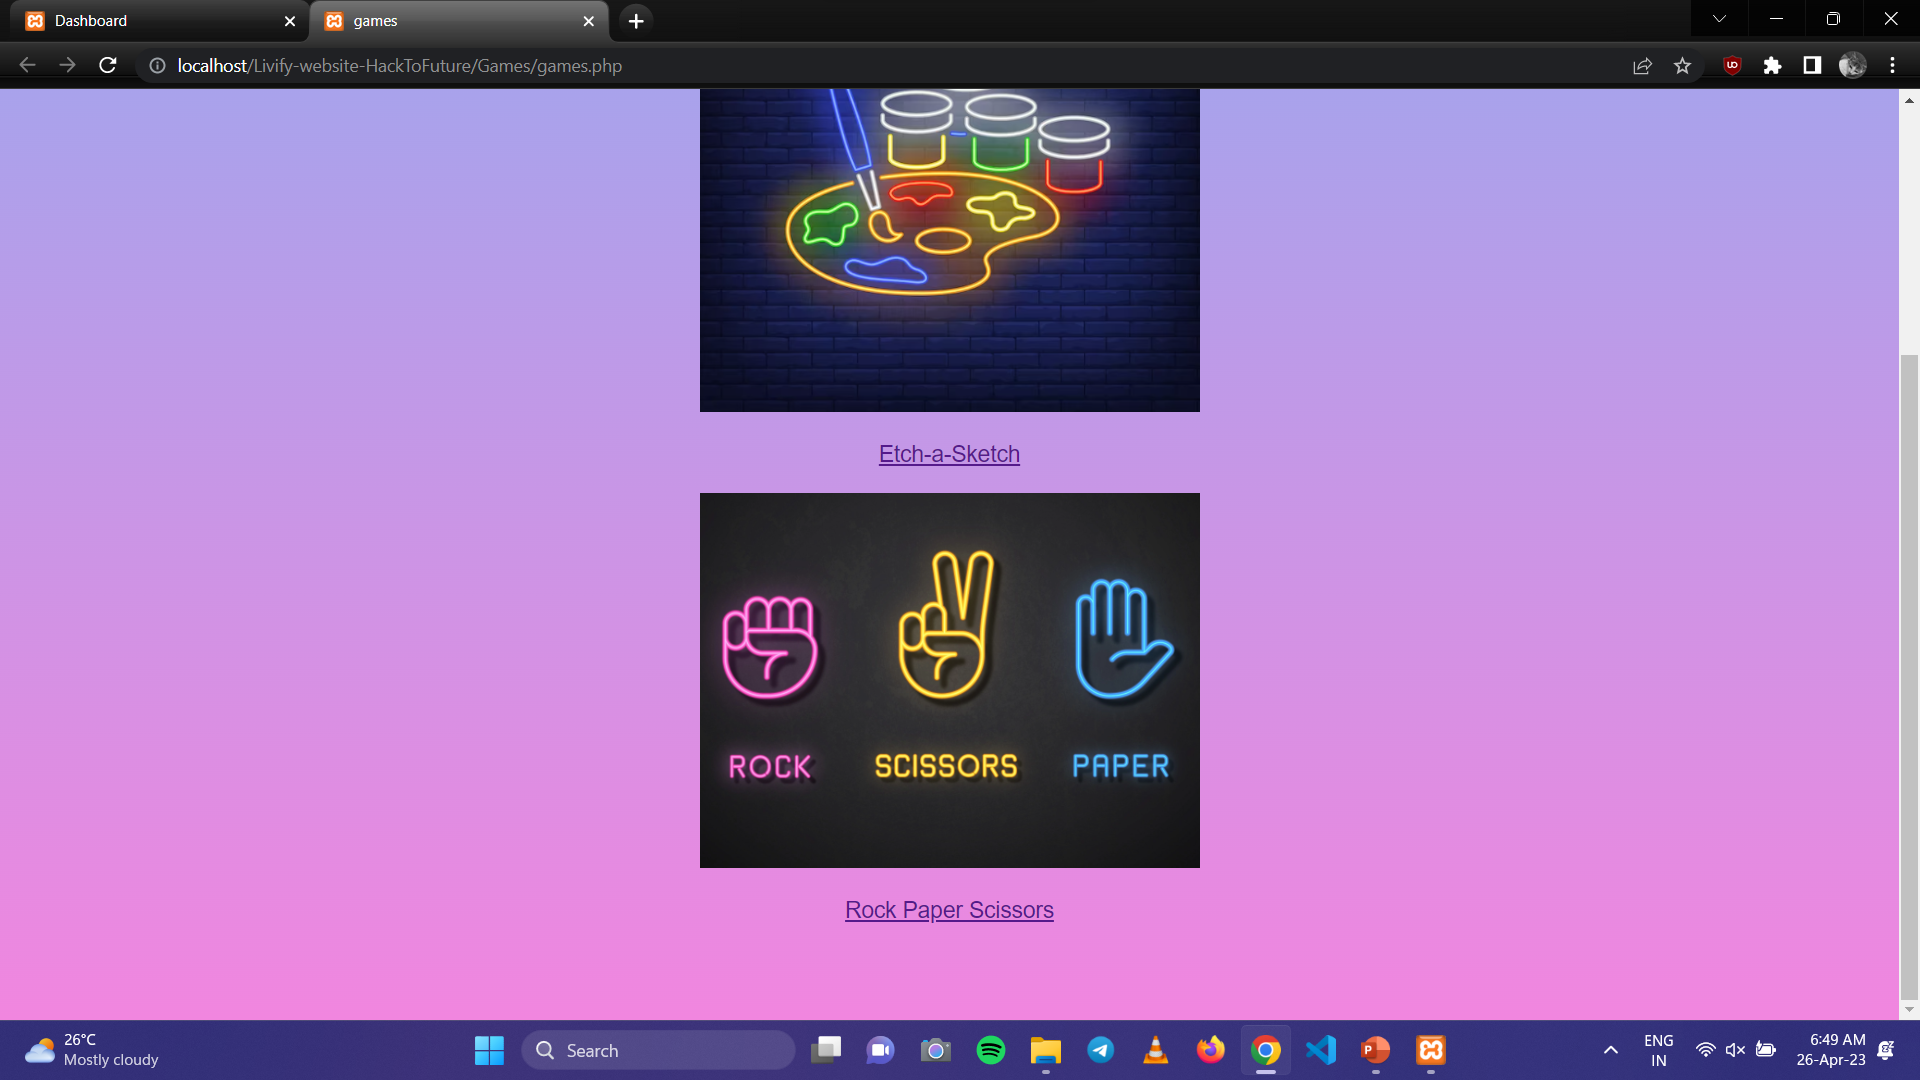 Dashboard
games
localhost/Livify-website-HackToFuture/Games/games.php
Etch-a-Sketch
ROCK SCISSORS PAPER
Rock Paper Scissors
26°C
Mostly cloudy
Search
ENG
IN
6:49 AM
26-Apr-23